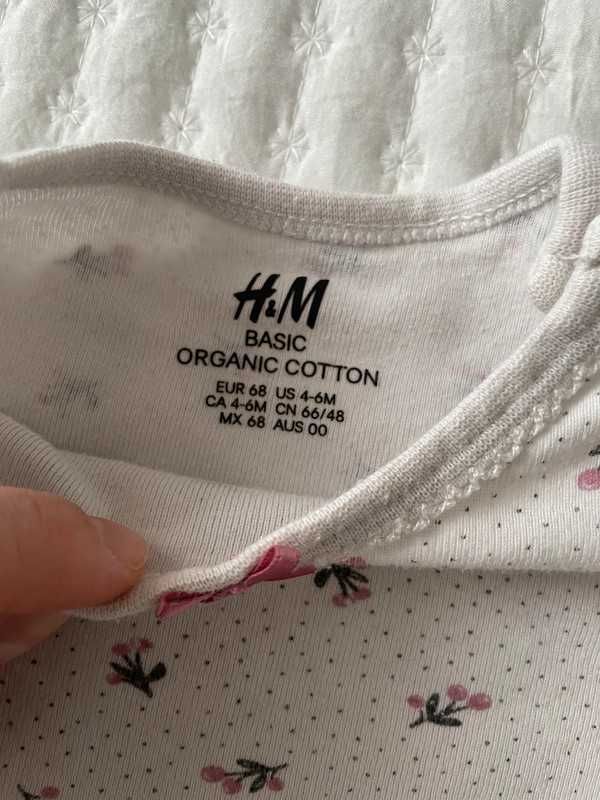 H&M
BASIC
ORGANIC COTTON
EUR 68 US 4-6M
CA 4-6M CN 66/48
MX 68 AUS 00